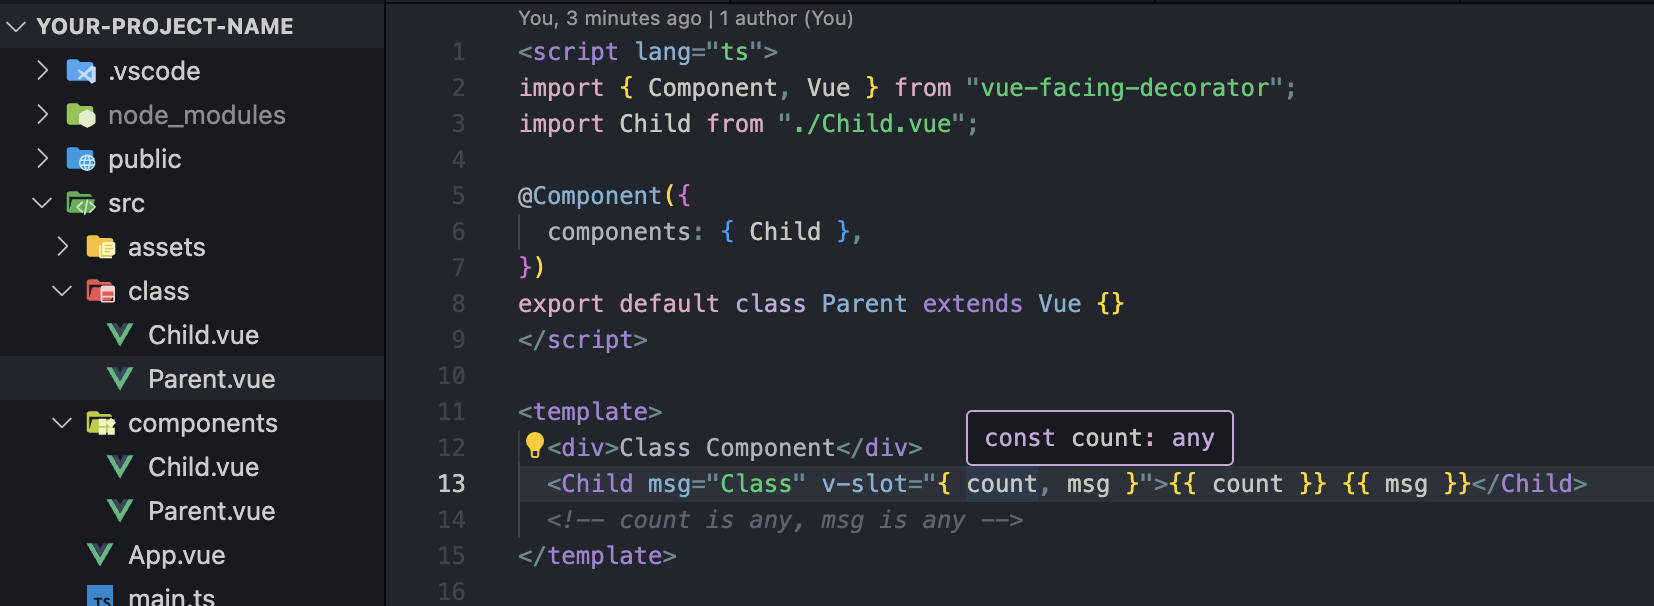 YOUR-PROJECT-NAME
.vscode
node_modules
public
src
assets
class
Child.vue
Parent.vue
components
Child.vue
Parent.vue
App.vue
TS main.ts
You, 3 minutes ago | 1 author (You)
1 <script lang="ts">
2 import { Component, Vue } from "vue-facing-decorator";
3 import Child from "./Child.vue";
4
5 @Component({
6 components: { Child },
7 })
8 export default class Parent extends Vue {}
9 </script>
10
11 <template>
const count: any
12 <div>Class Component</div>
13 <Child msg="Class" v-slot="{ count, msg }">{{ count }} {{ msg }}</Child>
14 <!-- count is any, msg is any -->
15 </template>
16